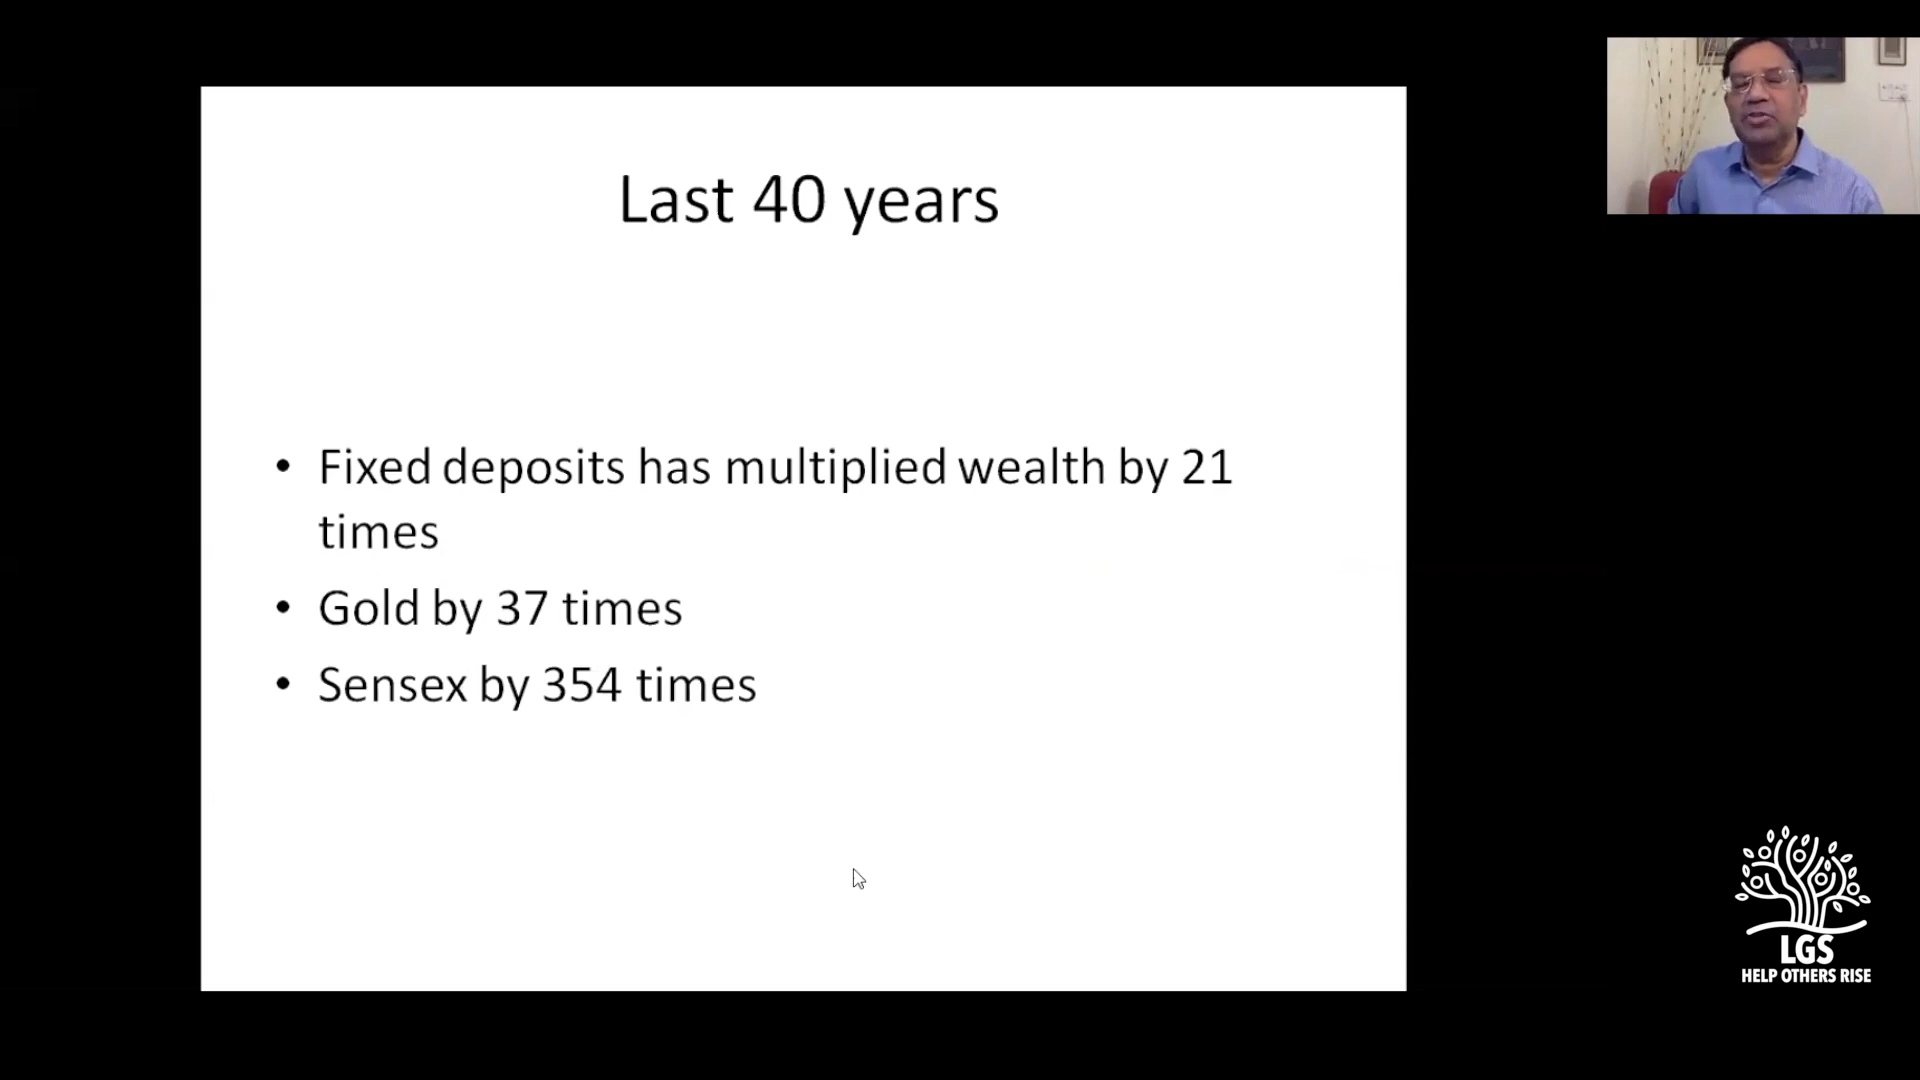 Last 40 years
• Fixed deposits has multiplied wealth by 21
times
• Gold by 37 times
• Sensex by 354 times
LGS
HELP OTHERS RISE